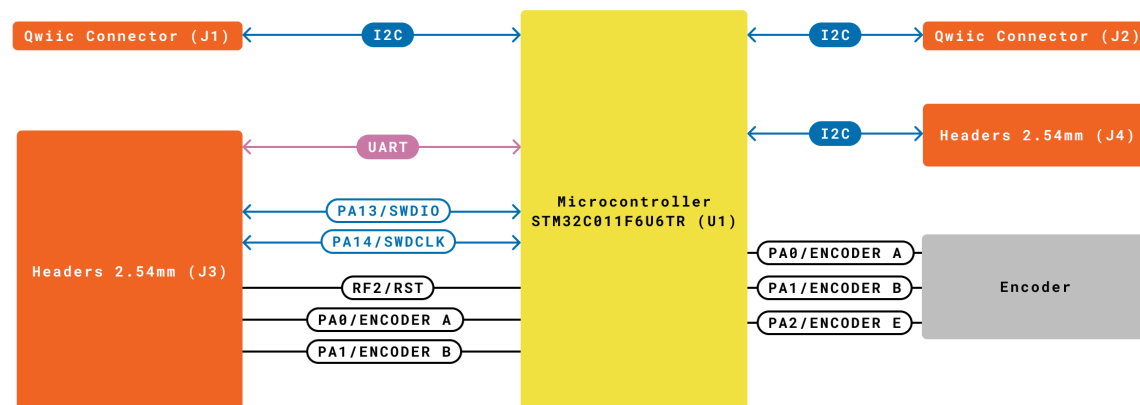 Qwiic Connector (J1)
I2C
I2C
Qwiic Connector (J2)
UART
I2C
Headers 2.54mm (J4)
Microcontroller
STM32C011F6U6TR (U1)
PA13/SWDIO
PA14/SWDCLK
Headers 2.54mm (J3)
RF2/RST
PA0/ENCODER A
PA1/ENCODER B
PA0/ENCODER A
PA1/ENCODER B
PA2/ENCODER E
Encoder